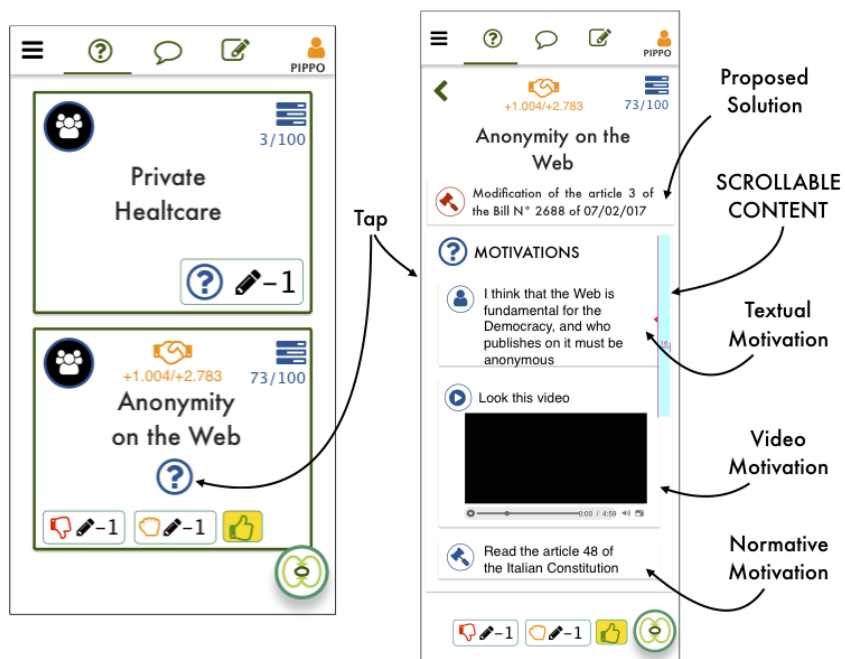 PIPPO
3/100
Private
Healtcare
-1
+1.004/+2.783
73/100
Anonymity
on the Web
-1
-1
Tap
PIPPO
+1.004/+2.783
73/100
Anonymity on the
Web
Modification of the article 3 of
the Bill N° 2688 of 07/02/017
MOTIVATIONS
I think that the Web is
fundamental for the
Democracy, and who
publishes on it must be
anonymous
Look this video
0:00 / 4:59
Read the article 48 of
the Italian Constitution
-1
-1
Proposed
Solution
SCROLLABLE
CONTENT
Textual
Motivation
Video
Motivation
Normative
Motivation